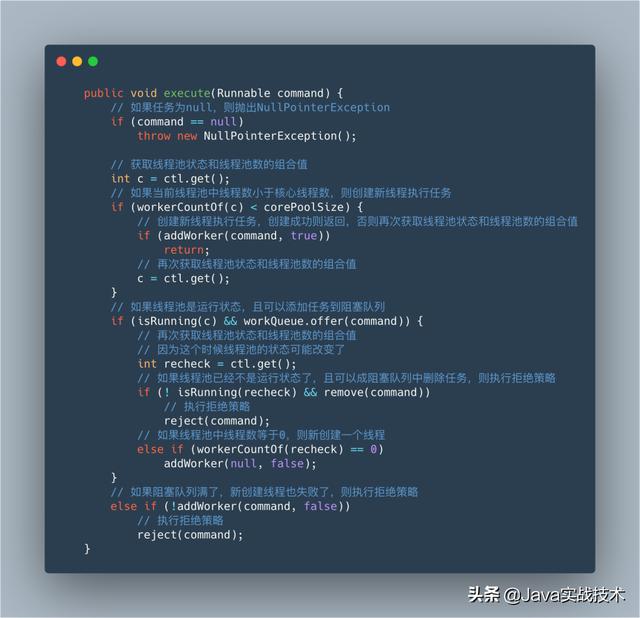 public void execute(Runnable command) {
// 如果任务为null，则抛出NullPointerException
if (command == null)
throw new NullPointerException();
// 获取线程池状态和线程池数的组合值
int c = ctl.get();
// 如果当前线程池中线程数小于核心线程数，则创建新线程执行任务
if (workerCountOf(c) < corePoolSize) {
// 创建新线程执行任务，创建成功则返回，否则再次获取线程池状态和线程池数的组合值
if (addWorker(command, true))
return;
// 再次获取线程池状态和线程池数的组合值
c = ctl.get();
}
// 如果线程池是运行状态，且可以添加任务到阻塞队列
if (isRunning(c) && workQueue.offer(command)) {
// 再次获取线程池状态和线程池数的组合值
// 因为这个时候线程池的状态可能改变了
int recheck = ctl.get();
// 如果线程池已经不是运行状态了，且可以成阻塞队列中删除任务，则执行拒绝策略
if (! isRunning(recheck) && remove(command))
// 执行拒绝策略
reject(command);
// 如果线程池中线程数等于0，则新创建一个线程
else if (workerCountOf(recheck) == 0)
addWorker(null, false);
}
// 如果阻塞队列满了，新创建线程也失败了，则执行拒绝策略
else if (!addWorker(command, false))
// 执行拒绝策略
reject(command);
}
头条 @Java实战技术